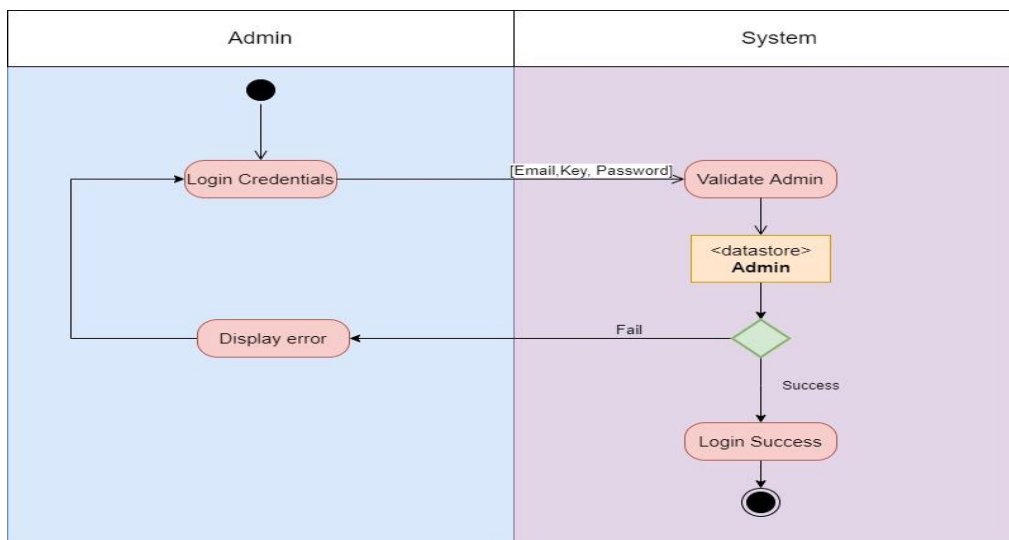 Admin
System
Login Credentials
[Email,Key, Password]
Validate Admin
<datastore>
Admin
Display error
Fail
Success
Login Success